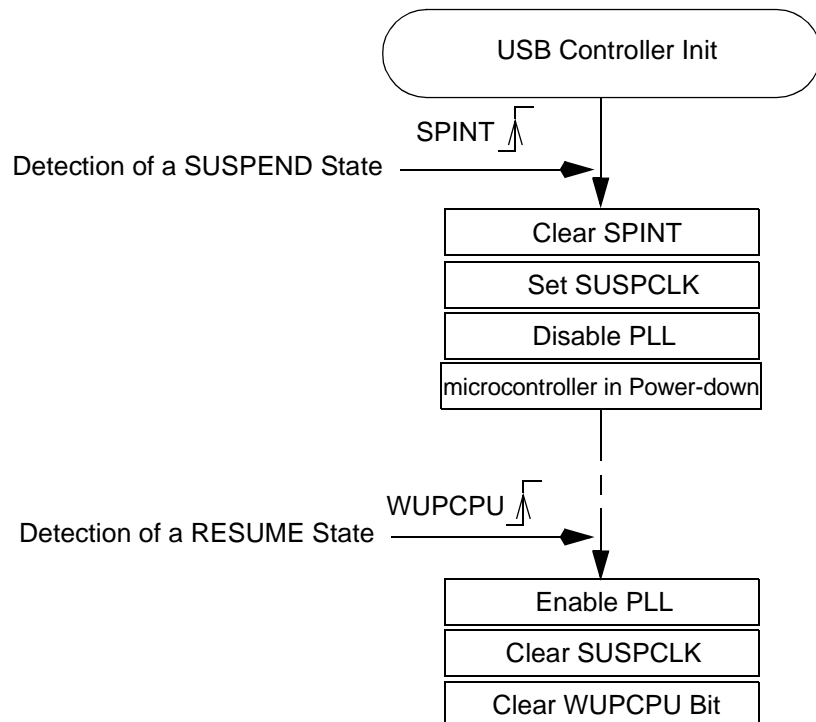 USB Controller Init
SPINT
Detection of a SUSPEND State
Clear SPINT
Set SUSPCLK
Disable PLL
microcontroller in Power-down
WUPCPU
Detection of a RESUME State
Enable PLL
Clear SUSPCLK
Clear WUPCPU Bit